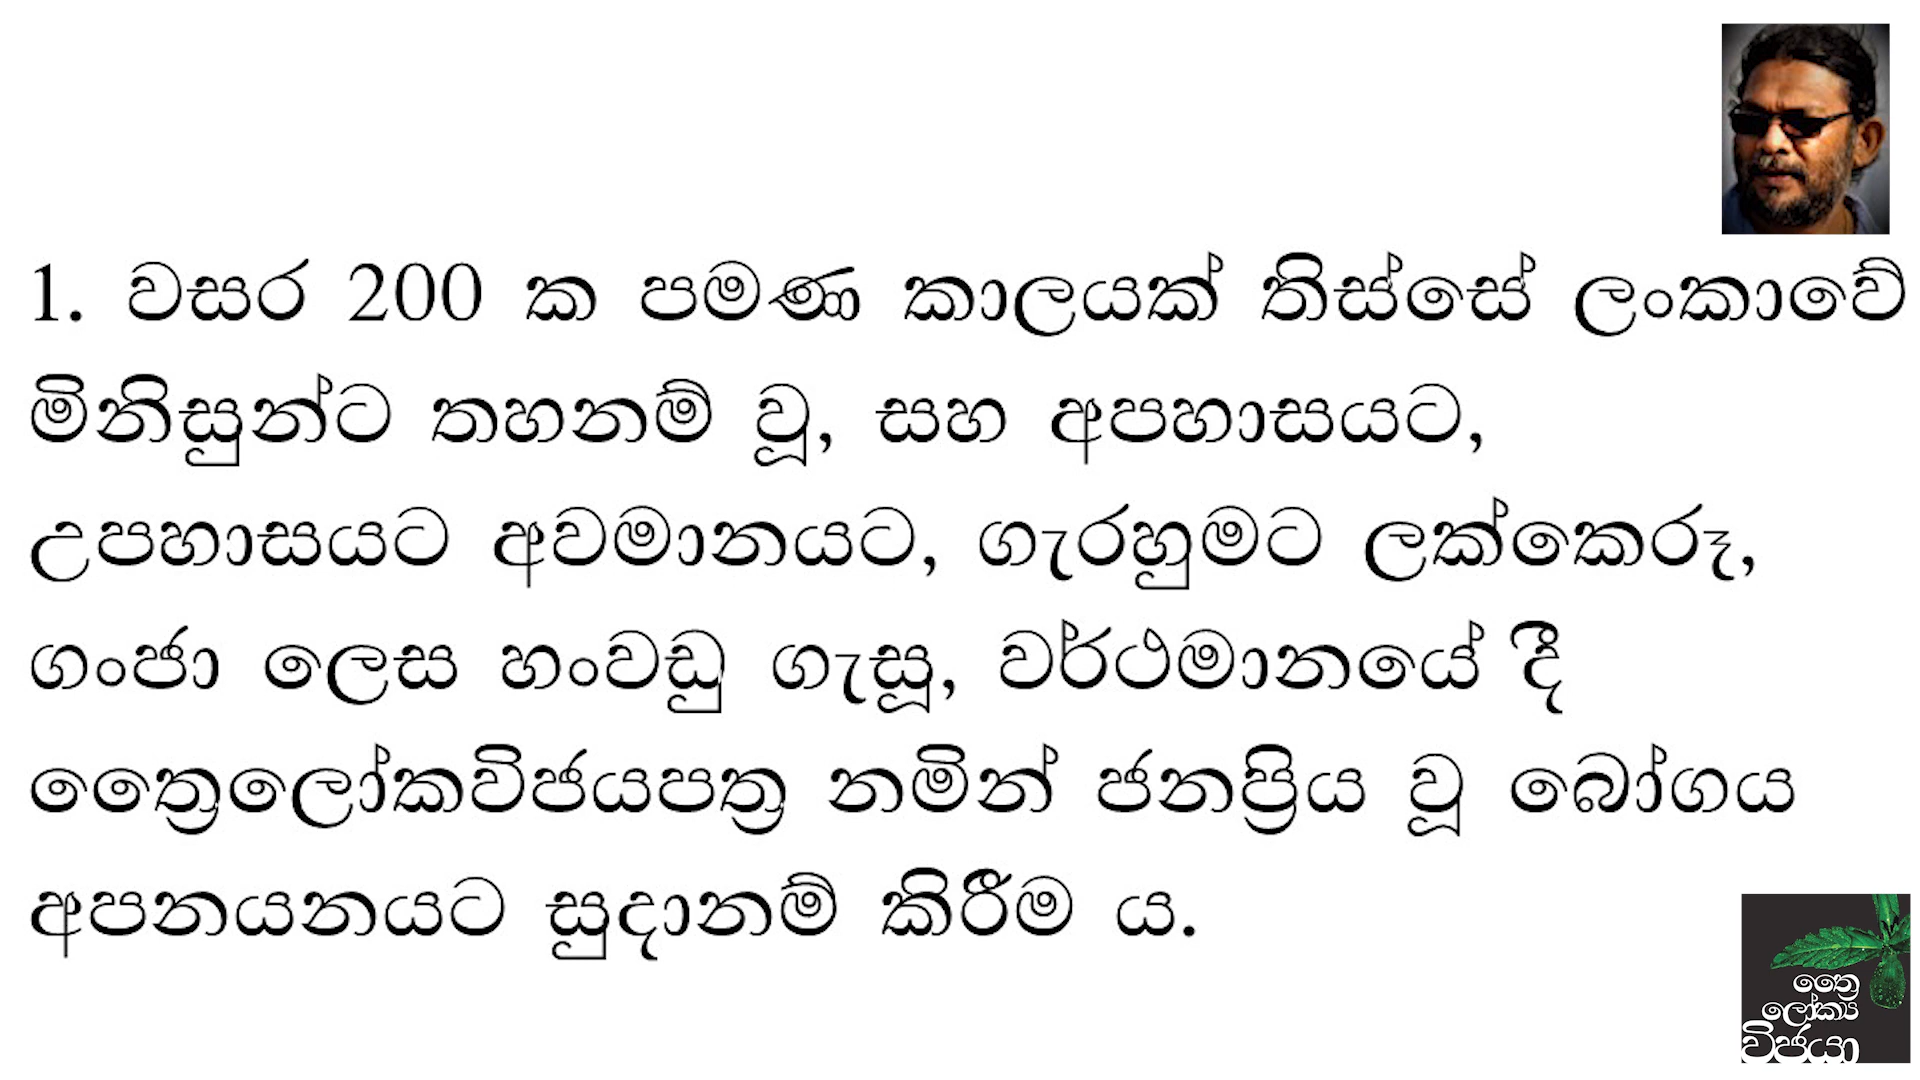 1. වසර 200 ක පමණ කාලයක් තිස්සේ ලංකාවේ
මිනිසුන්ට තහනම් වූ, සහ අපහාසයට,
උපහාසයට අවමානයට, ගැරහුමට ලක්කෙරූ,
ගංජා ලෙස හංවඩු ගැසූ, වර්ථමානයේ දී
ත්‍රෛලෝකවිජයපත්‍ර නමින් ජනප්‍රිය වූ බෝගය
අපනයනයට සුදානම් කිරීම ය.
ත්‍රෛ
ලෝක්‍ය
විජයා